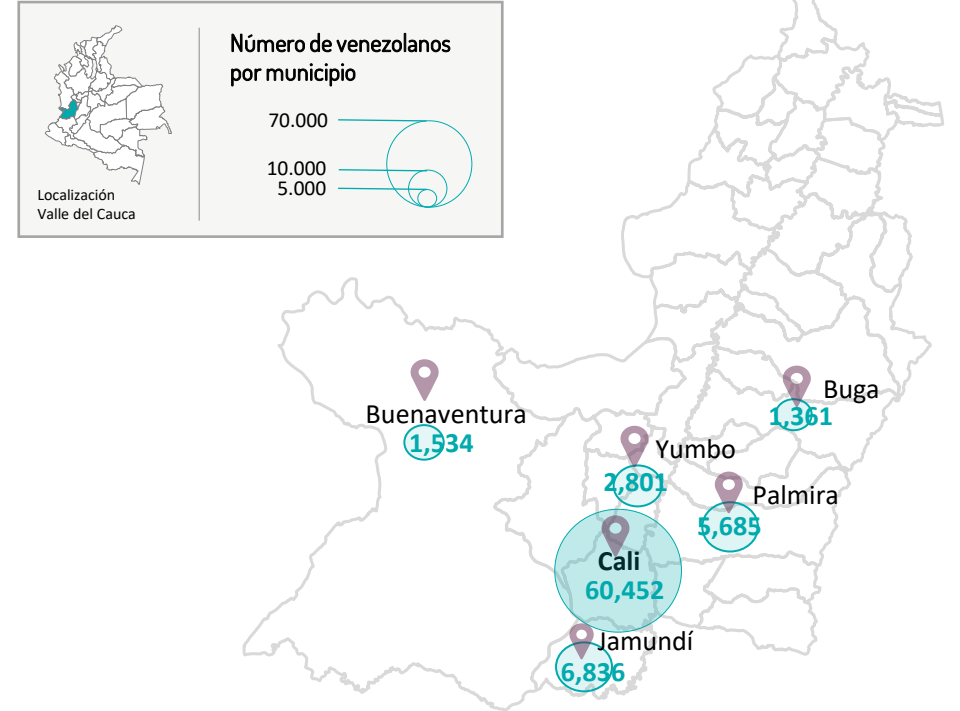 Número de venezolanos
por municipio
70.000
10.000
5.000
Localización
Valle del Cauca
Buga
1,361
Buenaventura
1,534
Yumbo
2,801
Palmira
5,685
Cali
60,452
Jamundí
6,836